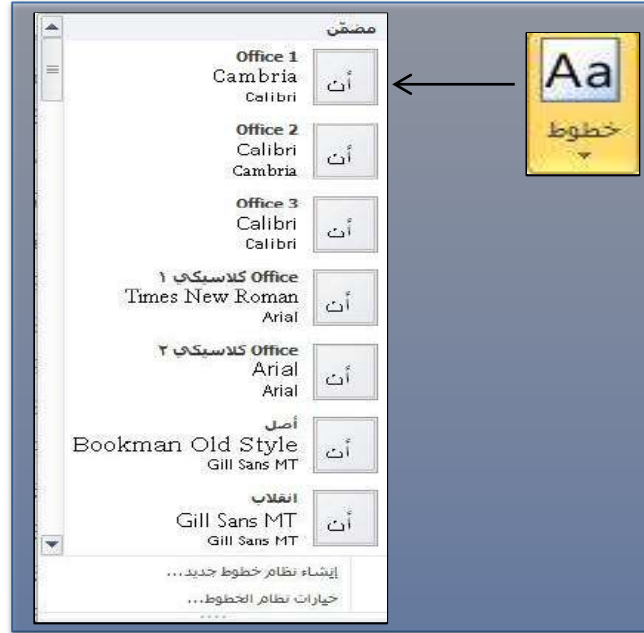 مضمّن
Office 1
Cambria
Calibri
Office 2
Calibri
Cambria
Office 3
Calibri
Calibri
Office كلاسيكي ١
Times New Roman
Arial
Office كلاسيكي ٢
Arial
Arial
أصل
Bookman Old Style
Gill Sans MT
انقلاب
Gill Sans MT
Gill Sans MT
أن
أن
أن
أن
أن
أن
أن
إنشاء نظام خطوط جديد...
خيارات نظام الخطوط...
Aa
خطوط